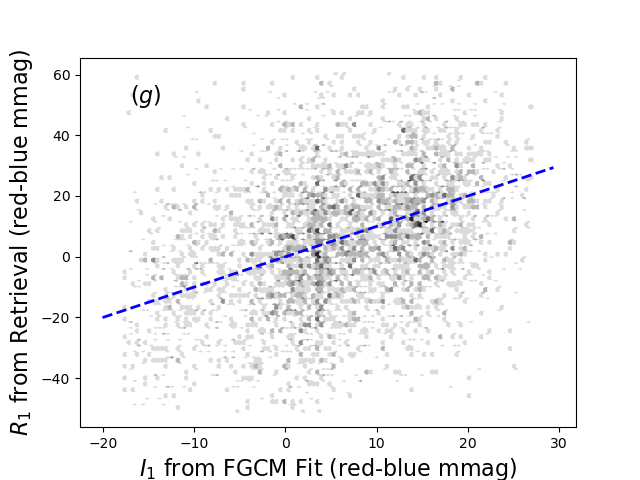 (g)
R1 from Retrieval (red-blue mmag)
60
40
20
0
−20
−40
−20 −10 0 10 20 30
I1 from FGCM Fit (red-blue mmag)